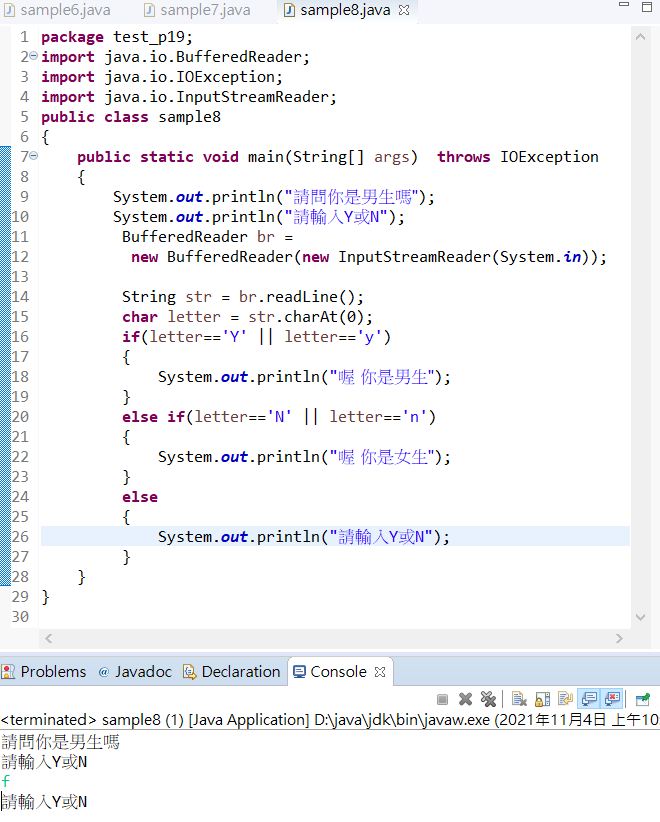 sample6.java sample7.java sample8.java
1 package test_p19;
2 import java.io.BufferedReader;
3 import java.io.IOException;
4 import java.io.InputStreamReader;
5 public class sample8
6 {
7 public static void main(String[] args) throws IOException
8 {
9 System.out.println("請問你是男生嗎");
10 System.out.println("請輸入Y或N");
11 BufferedReader br =
12 new BufferedReader(new InputStreamReader(System.in));
13
14 String str = br.readLine();
15 char letter = str.charAt(0);
16 if(letter=='Y' || letter=='y')
17 {
18 System.out.println("喔 你是男生");
19 }
20 else if(letter=='N' || letter=='n')
21 {
22 System.out.println("喔 你是女生");
23 }
24 else
25 {
26 System.out.println("請輸入Y或N");
27 }
28 }
29 }
30
Problems @ Javadoc Declaration Console
<terminated> sample8 (1) [Java Application] D:\java\jdk\bin\javaw.exe (2021年11月4日 上午10:
請問你是男生嗎
請輸入Y或N
f
請輸入Y或N